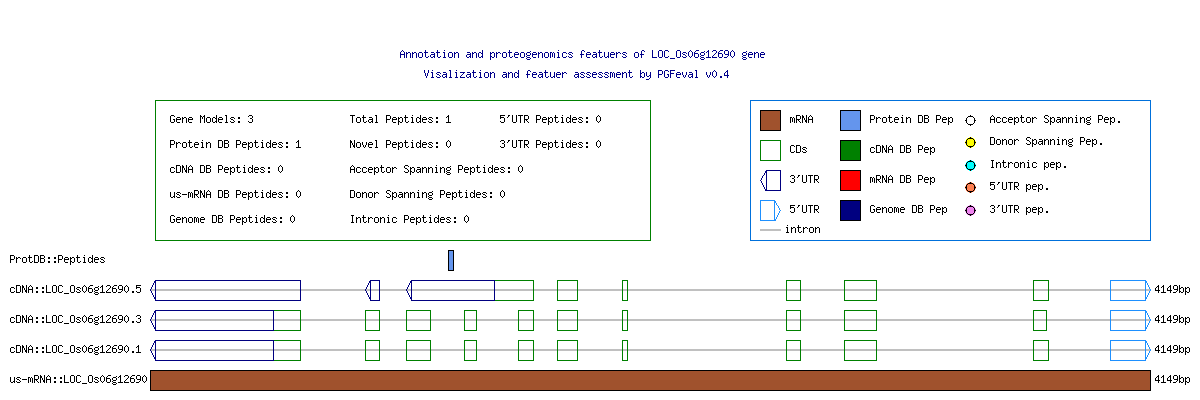 Annotation and proteogenomics featuers of LOC_Os06g12690 gene
Visalization and featuer assessment by PGFeval v0.4
Gene Models: 3 Total Peptides: 1 5'UTR Peptides: 0
Protein DB Peptides: 1 Novel Peptides: 0 3'UTR Peptides: 0
cDNA DB Peptides: 0 Acceptor Spanning Peptides: 0
us-mRNA DB Peptides: 0 Donor Spanning Peptides: 0
Genome DB Peptides: 0 Intronic Peptides: 0
mRNA Protein DB Pep Acceptor Spanning Pep.
CDs cDNA DB Pep Donor Spanning Pep.
3'UTR mRNA DB Pep Intronic pep.
5'UTR Genome DB Pep 5'UTR pep.
intron 3'UTR pep.
ProtDB::Peptides
cDNA::LOC_Os06g12690.5 4149bp
cDNA::LOC_Os06g12690.3 4149bp
cDNA::LOC_Os06g12690.1 4149bp
us-mRNA::LOC_Os06g12690 4149bp